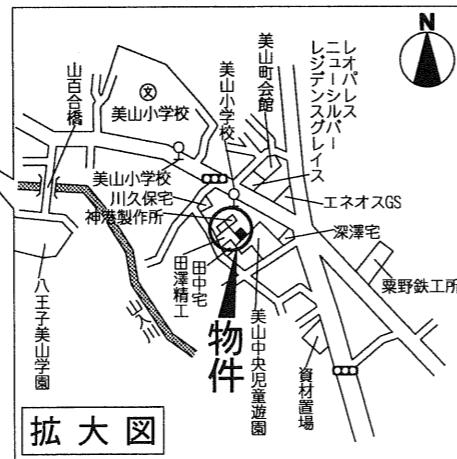 N
レオパレス
ニューシルバー
レジデンスグレイス
美山町会館
美山小学校
山百合橋
文
美山小学校
美山小学校
川久保宅
神港製作所
エネオスGS
深澤宅
粟野鉄工所
田中宅
田澤精工
山入川
八王子美山学園
物件
美山中央児童遊園
資材置場
拡大図